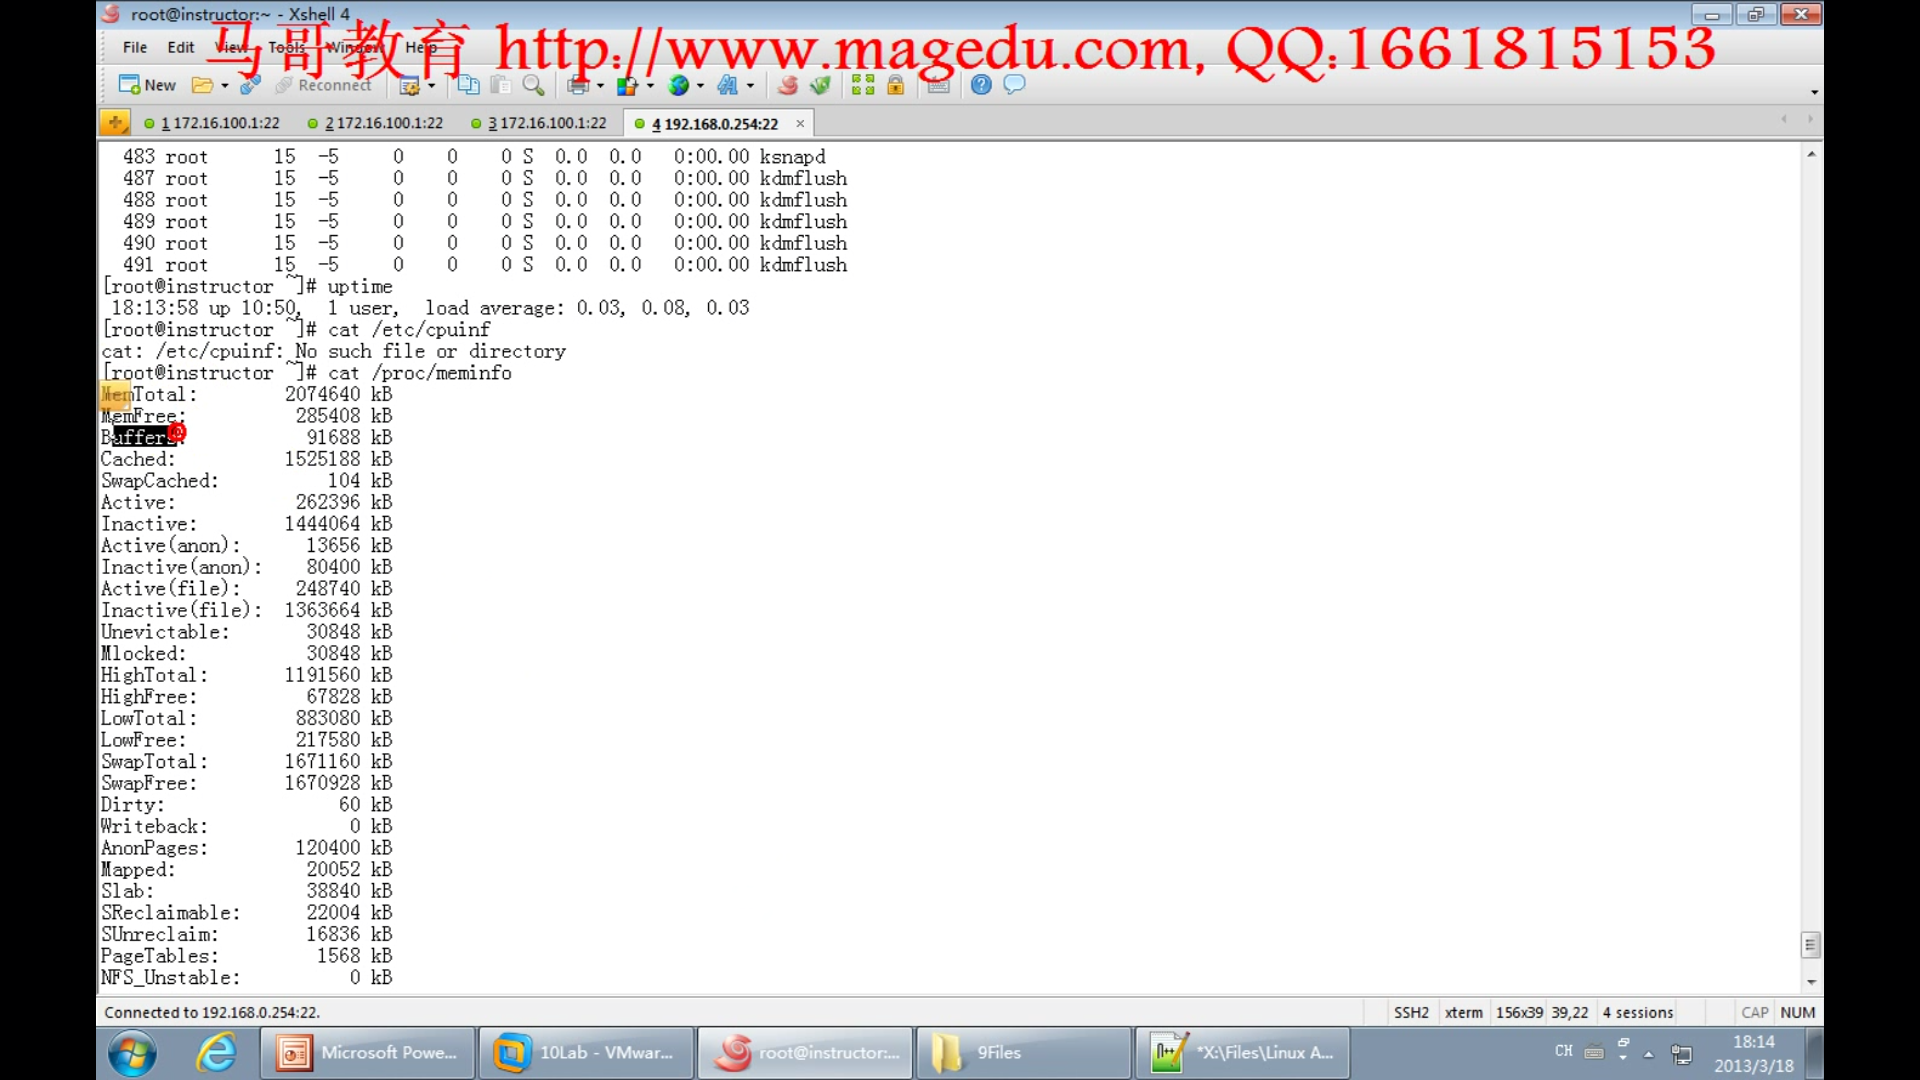 root@instructor:~ - Xshell 4
马哥教育 http://www.magedu.com, QQ:1661815153
File Edit View Tools Window Help
New Reconnect
1 172.16.100.1:22 2 172.16.100.1:22 3 172.16.100.1:22 4 192.168.0.254:22
483 root 15 -5 0 0 0 S 0.0 0.0 0:00.00 ksnapd
487 root 15 -5 0 0 0 S 0.0 0.0 0:00.00 kdmflush
488 root 15 -5 0 0 0 S 0.0 0.0 0:00.00 kdmflush
489 root 15 -5 0 0 0 S 0.0 0.0 0:00.00 kdmflush
490 root 15 -5 0 0 0 S 0.0 0.0 0:00.00 kdmflush
491 root 15 -5 0 0 0 S 0.0 0.0 0:00.00 kdmflush
[root@instructor ~]# uptime
18:13:58 up 10:50, 1 user, load average: 0.03, 0.08, 0.03
[root@instructor ~]# cat /etc/cpuinf
cat: /etc/cpuinf: No such file or directory
[root@instructor ~]# cat /proc/meminfo
MemTotal: 2074640 kB
MemFree: 285408 kB
Buffers: 91688 kB
Cached: 1525188 kB
SwapCached: 104 kB
Active: 262396 kB
Inactive: 1444064 kB
Active(anon): 13656 kB
Inactive(anon): 80400 kB
Active(file): 248740 kB
Inactive(file): 1363664 kB
Unevictable: 30848 kB
Mlocked: 30848 kB
HighTotal: 1191560 kB
HighFree: 67828 kB
LowTotal: 883080 kB
LowFree: 217580 kB
SwapTotal: 1671160 kB
SwapFree: 1670928 kB
Dirty: 60 kB
Writeback: 0 kB
AnonPages: 120400 kB
Mapped: 20052 kB
Slab: 38840 kB
SReclaimable: 22004 kB
SUnreclaim: 16836 kB
PageTables: 1568 kB
NFS_Unstable: 0 kB
Connected to 192.168.0.254:22. SSH2 xterm 156x39 39,22 4 sessions CAP NUM
Microsoft Powe... 10Lab - VMwar... root@instructor:... 9Files *X:\Files\Linux A... CH 18:14
2013/3/18